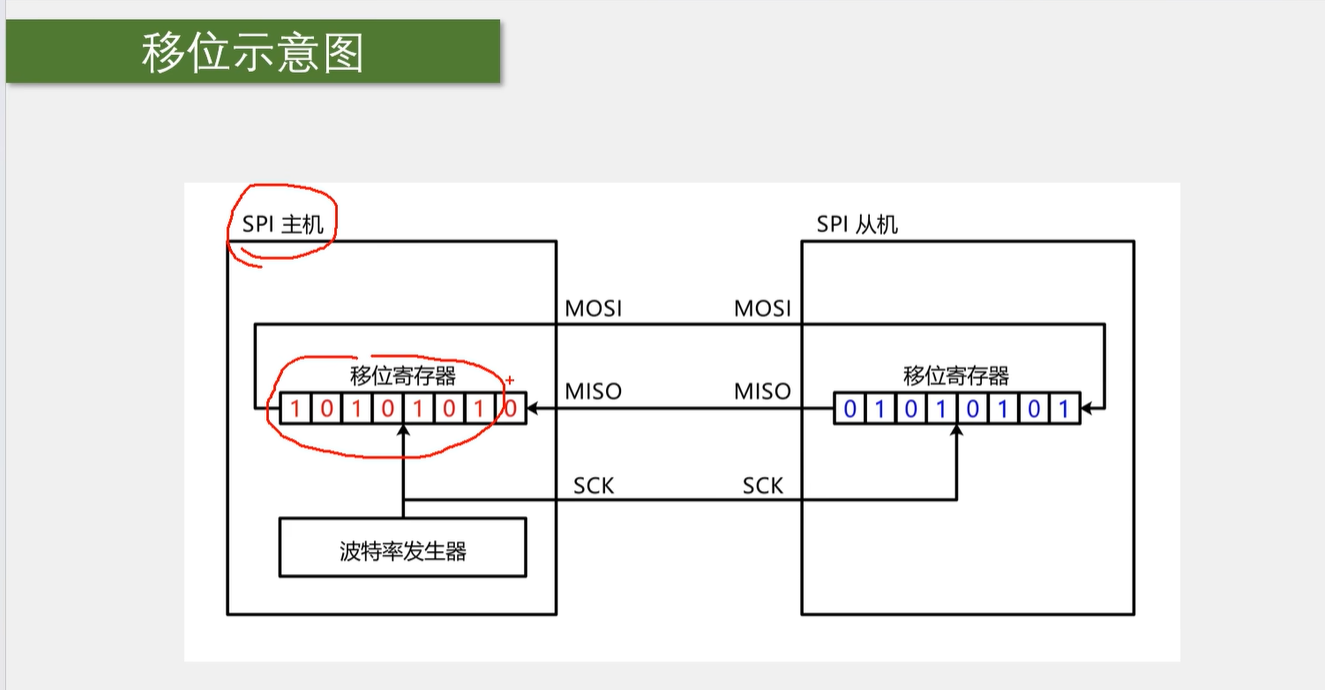 移位示意图
SPI 主机
SPI 从机
MOSI
MOSI
移位寄存器
MISO
MISO
移位寄存器
1 0 1 0 1 0 1 0
0 1 0 1 0 1 0 1
SCK
SCK
波特率发生器